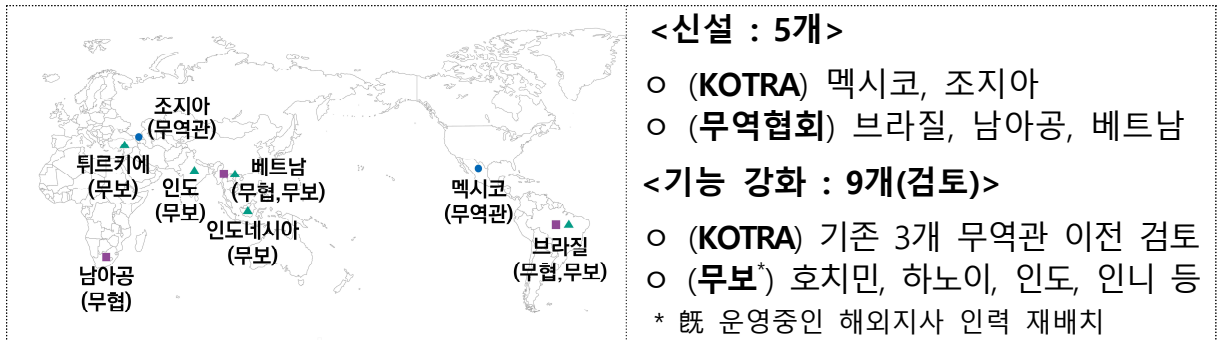 조지아
(무역관)
튀르키에
(무보)
인도
(무보)
베트남
(무협,무보)
인도네시아
(무보)
남아공
(무협)
멕시코
(무역관)
브라질
(무협,무보)
<신설 : 5개>
ㅇ (KOTRA) 멕시코, 조지아
ㅇ (무역협회) 브라질, 남아공, 베트남
<기능 강화 : 9개(검토)>
ㅇ (KOTRA) 기존 3개 무역관 이전 검토
ㅇ (무보*) 호치민, 하노이, 인도, 인니 등
* 旣 운영중인 해외지사 인력 재배치